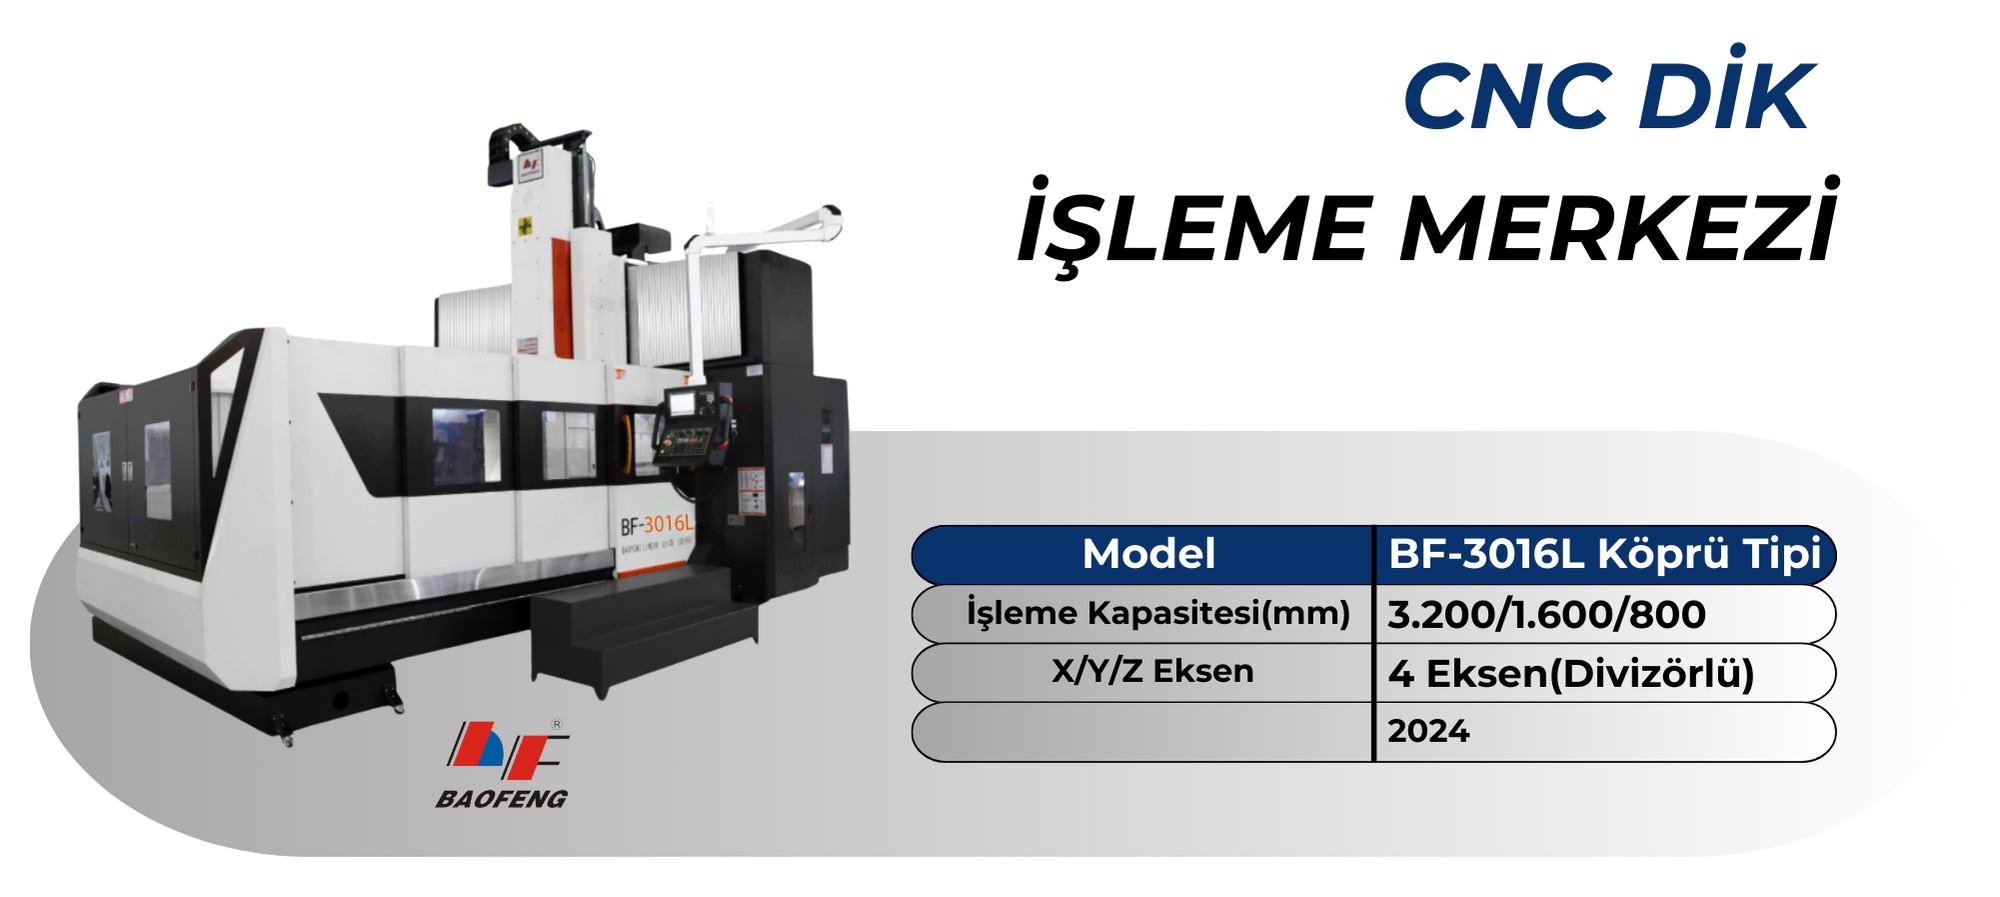 CNC DİK
İŞLEME MERKEZİ
BF-3016L
Model BF-3016L Köprü Tipi
İşleme Kapasitesi(mm) 3.200/1.600/800
X/Y/Z Eksen 4 Eksen(Divizörlü)
2024
®
BAOFENG